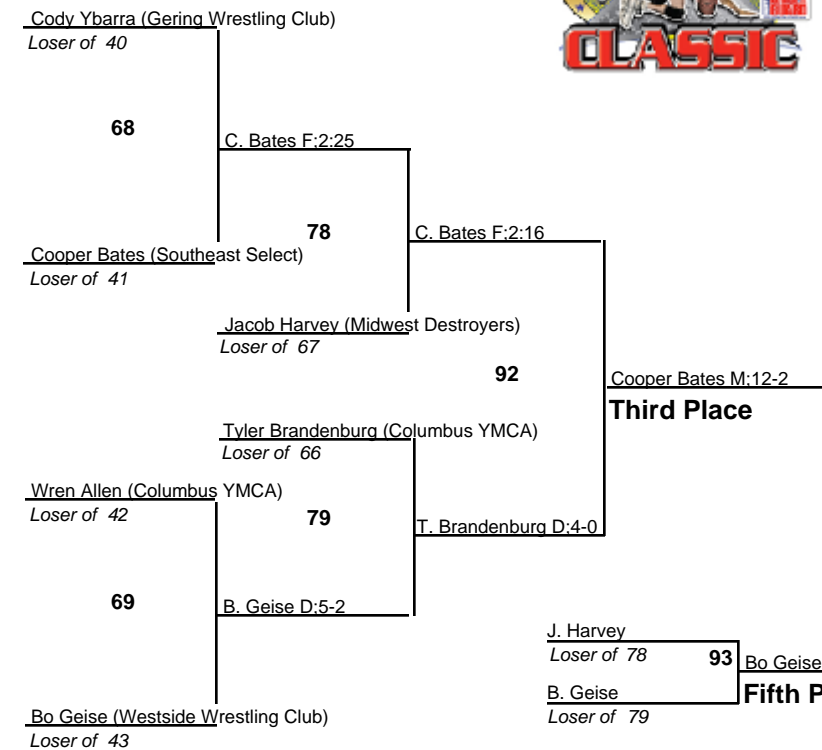 CLASSIC
Cody Ybarra (Gering Wrestling Club)
Loser of 40
68
C. Bates F;2:25
78
C. Bates F;2:16
Cooper Bates (Southeast Select)
Loser of 41
Jacob Harvey (Midwest Destroyers)
Loser of 67
92
Cooper Bates M;12-2
Third Place
Tyler Brandenburg (Columbus YMCA)
Loser of 66
Wren Allen (Columbus YMCA)
Loser of 42
79
T. Brandenburg D;4-0
69
B. Geise D;5-2
J. Harvey
Loser of 78
93
Bo Geise
B. Geise
Fifth P
Loser of 79
Bo Geise (Westside Wrestling Club)
Loser of 43